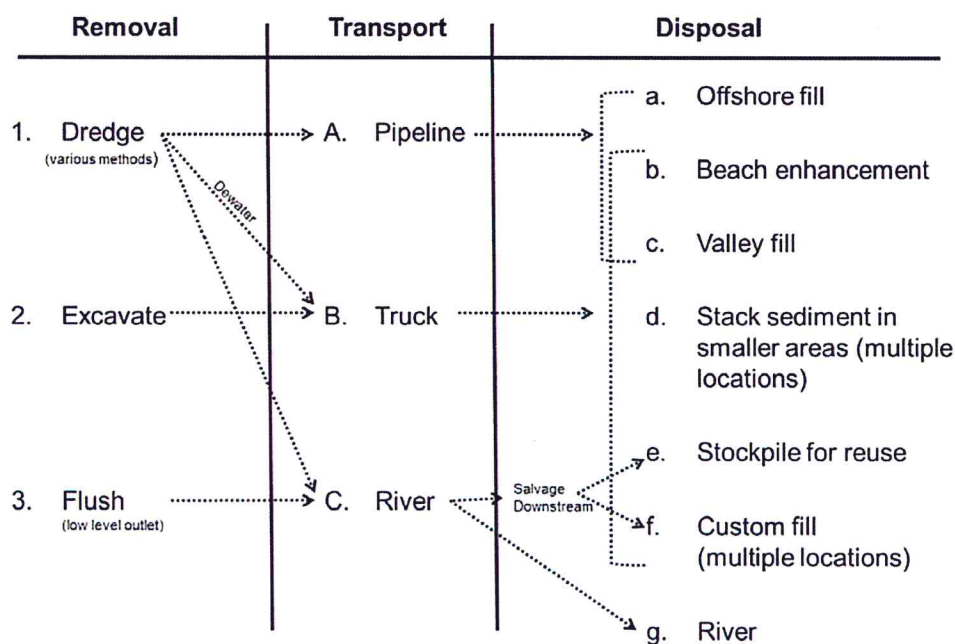 Removal
Transport
Disposal
1. Dredge
(various methods)
Dewater
A. Pipeline
a. Offshore fill
b. Beach enhancement
c. Valley fill
2. Excavate
B. Truck
d. Stack sediment in
smaller areas (multiple
locations)
e. Stockpile for reuse
3. Flush
(low level outlet)
C. River
Salvage
Downstream
f. Custom fill
(multiple locations)
g. River